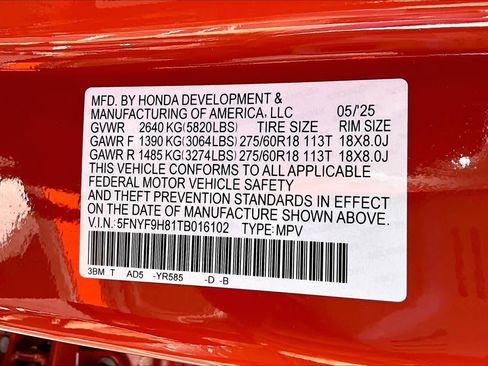 MFD. BY HONDA DEVELOPMENT &
MANUFACTURING OF AMERICA, LLC 05/'25
GVWR 2640 KG(5820LBS) TIRE SIZE RIM SIZE
GAWR F 1390 KG(3064LBS) 275/60R18 113T 18X8.0J
GAWR R 1485 KG(3274LBS) 275/60R18 113T 18X8.0J
THIS VEHICLE CONFORMS TO ALL APPLICABLE
FEDERAL MOTOR VEHICLE SAFETY
AND THEFT PREVENTION STANDARDS IN EFFECT
ON THE DATE OF MANUFACTURE SHOWN ABOVE.
V.I.N.: 5FNYF9H81TB016102 TYPE: MPV
3BM T AD5 -YR585 -D -B